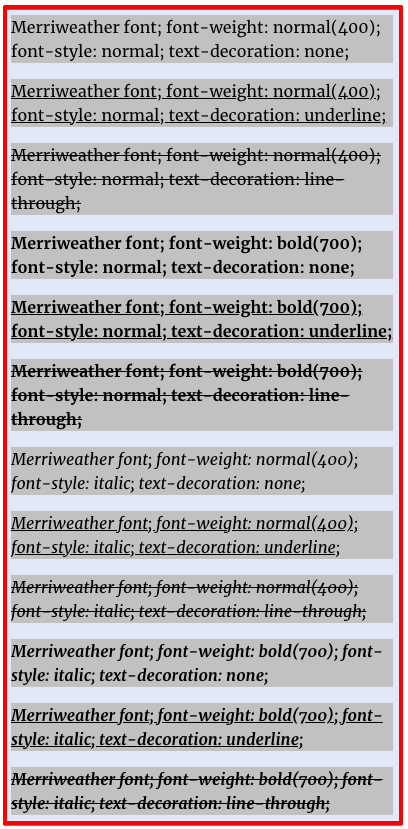 Merriweather font; font-weight: normal(400);
font-style: normal; text-decoration: none;
Merriweather font; font-weight: normal(400);
font-style: normal; text-decoration: underline;
Merriweather font; font-weight: normal(400);
font-style: normal; text-decoration: line-
through;
Merriweather font; font-weight: bold(700);
font-style: normal; text-decoration: none;
Merriweather font; font-weight: bold(700);
font-style: normal; text-decoration: underline;
Merriweather font; font-weight: bold(700);
font-style: normal; text-decoration: line-
through;
Merriweather font; font-weight: normal(400);
font-style: italic; text-decoration: none;
Merriweather font; font-weight: normal(400);
font-style: italic; text-decoration: underline;
Merriweather font; font-weight: normal(400);
font-style: italic; text-decoration: line-through;
Merriweather font; font-weight: bold(700); font-
style: italic; text-decoration: none;
Merriweather font; font-weight: bold(700); font-
style: italic; text-decoration: underline;
Merriweather font; font-weight: bold(700); font-
style: italic; text-decoration: line-through;